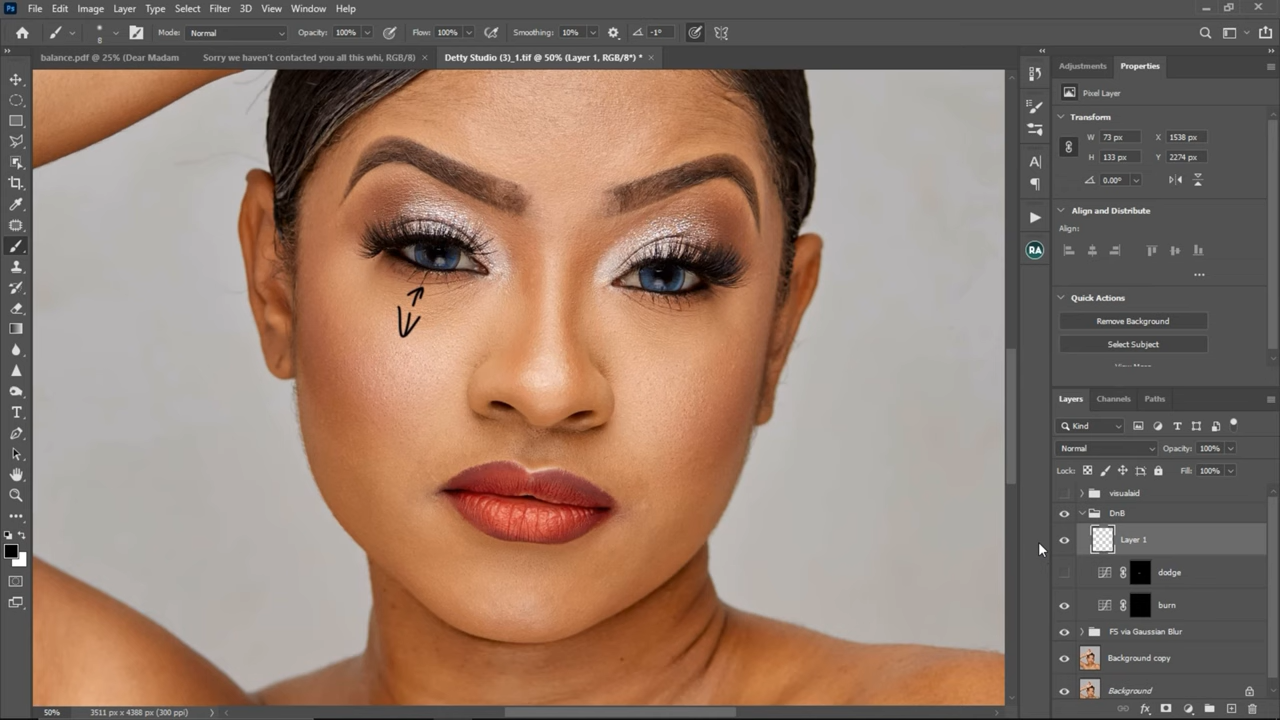 Ps File Edit Image Layer Type Select Filter 3D View Window Help
8 Mode: Normal Opacity: 100% Flow: 100% Smoothing: 10% -1°
balance.pdf @ 25% (Dear Madam Sorry we haven't contacted you all this whi, RGB/8) × Detty Studio (3)_1.tif @ 50% (Layer 1, RGB/8*) * ×
Adjustments Properties
Pixel Layer
Transform
W 73 px X 1538 px
H 133 px Y 2274 px
0.00°
Align and Distribute
Align:
Quick Actions
Remove Background
Select Subject
RA
Layers Channels Paths
Kind
Normal Opacity: 100%
Lock: Fill: 100%
visualaid
DnB
Layer 1
dodge
burn
FS via Gaussian Blur
Background copy
Background
50% 3511 px x 4388 px (300 ppi)